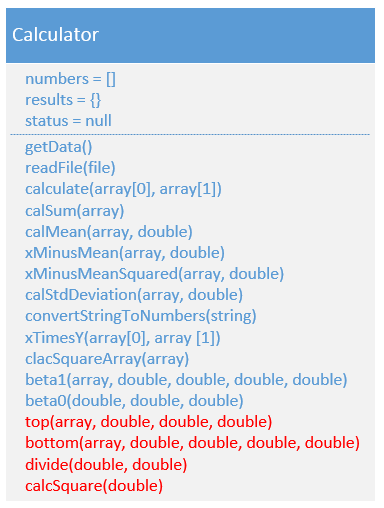 Calculator
numbers = []
results = {}
status = null
getData()
readFile(file)
calculate(array[0], array[1])
calSum(array)
calMean(array, double)
xMinusMean(array, double)
xMinusMeanSquared(array, double)
calStdDeviation(array, double)
convertStringToNumbers(string)
xTimesY(array[0], array [1])
clacSquareArray(array)
beta1(array, double, double, double, double)
beta0(double, double, double)
top(array, double, double, double)
bottom(array, double, double, double, double)
divide(double, double)
calcSquare(double)